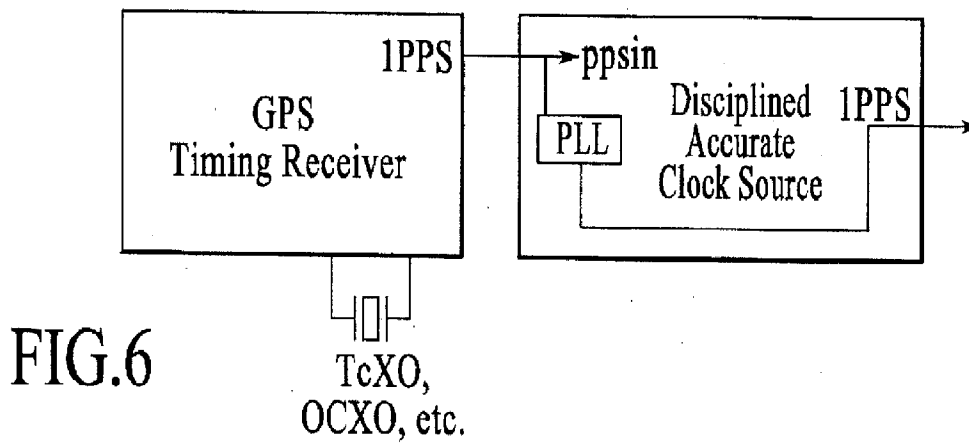 1PPS
GPS
Timing Receiver
ppsin
PLL
Disciplined
Accurate
Clock Source
1PPS
TcXO,
OCXO, etc.
FIG.6